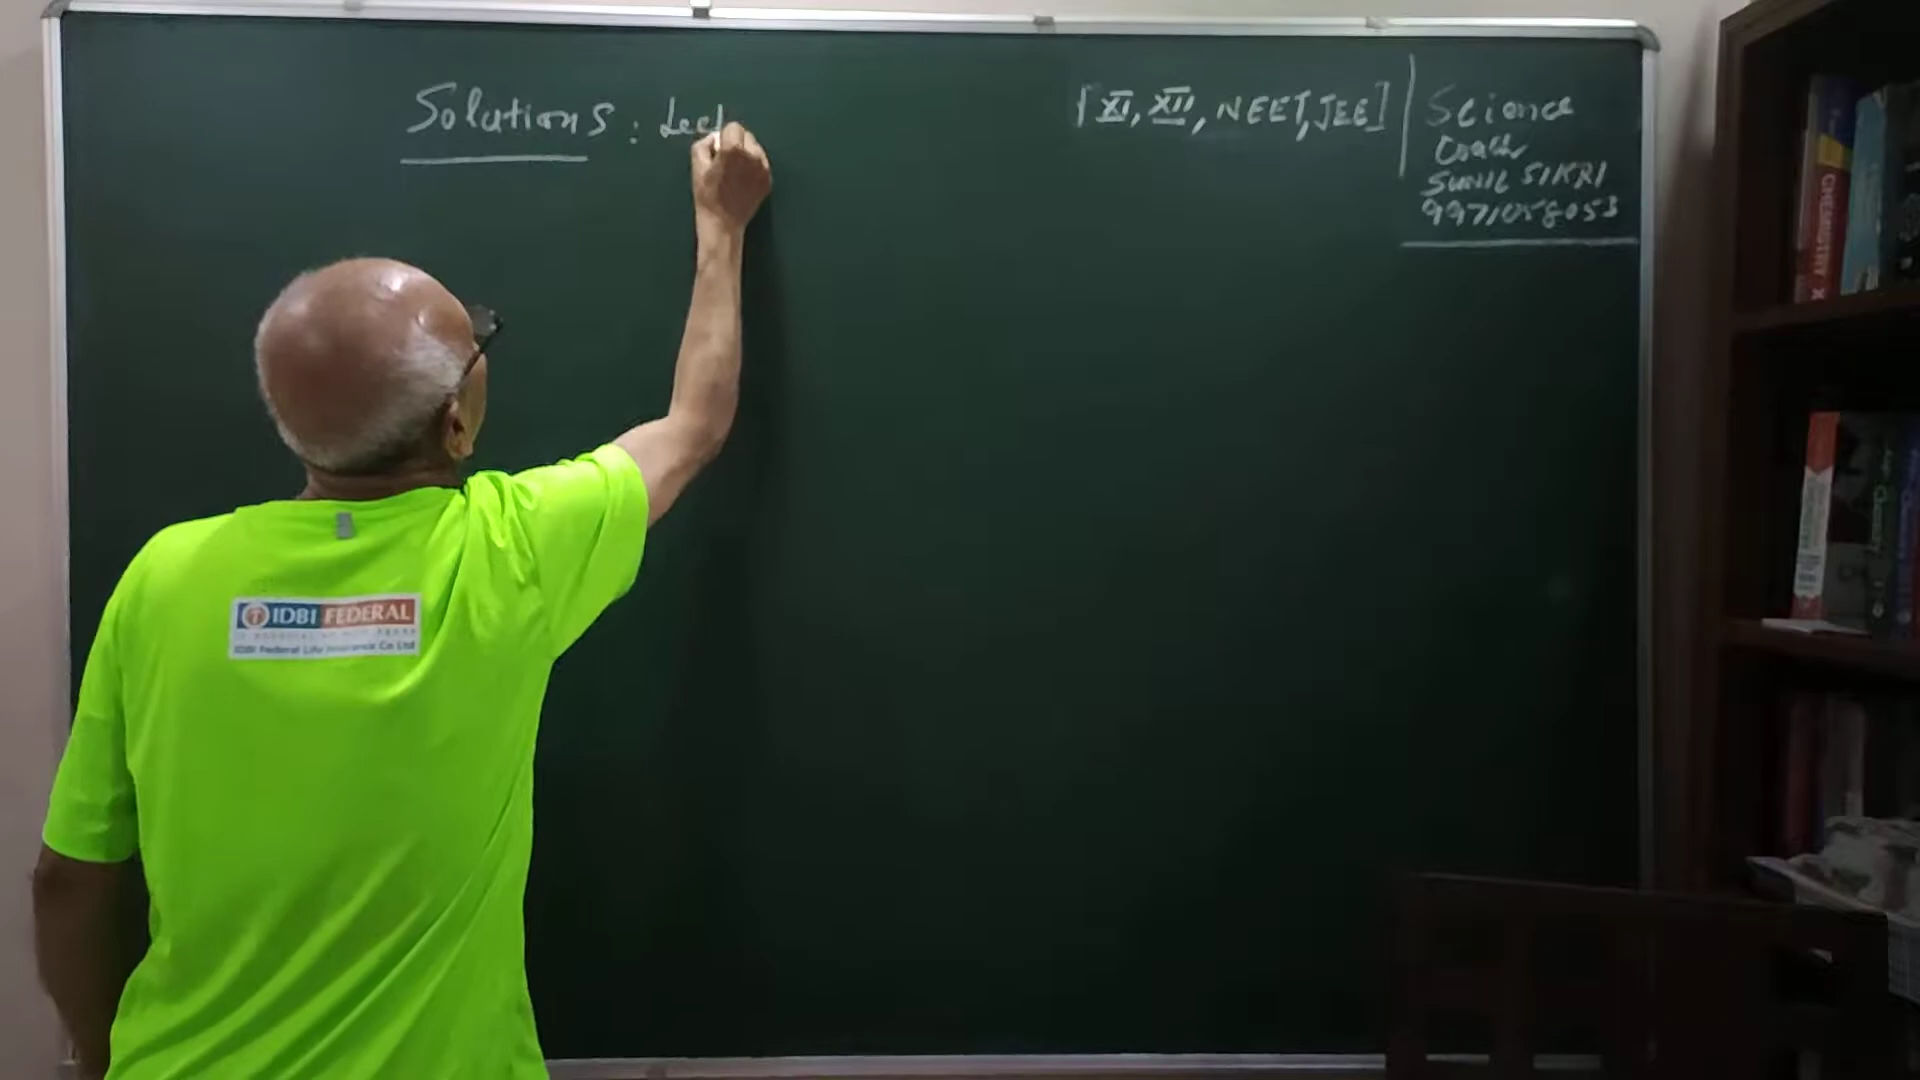 Solutions: Lect
[XI, XII, NEET, JEE]
Science
Coach
SUNIL SIKRI
9971058053
IDBI FEDERAL
IDBI Federal Life Insurance Co Ltd
CHEMISTRY X